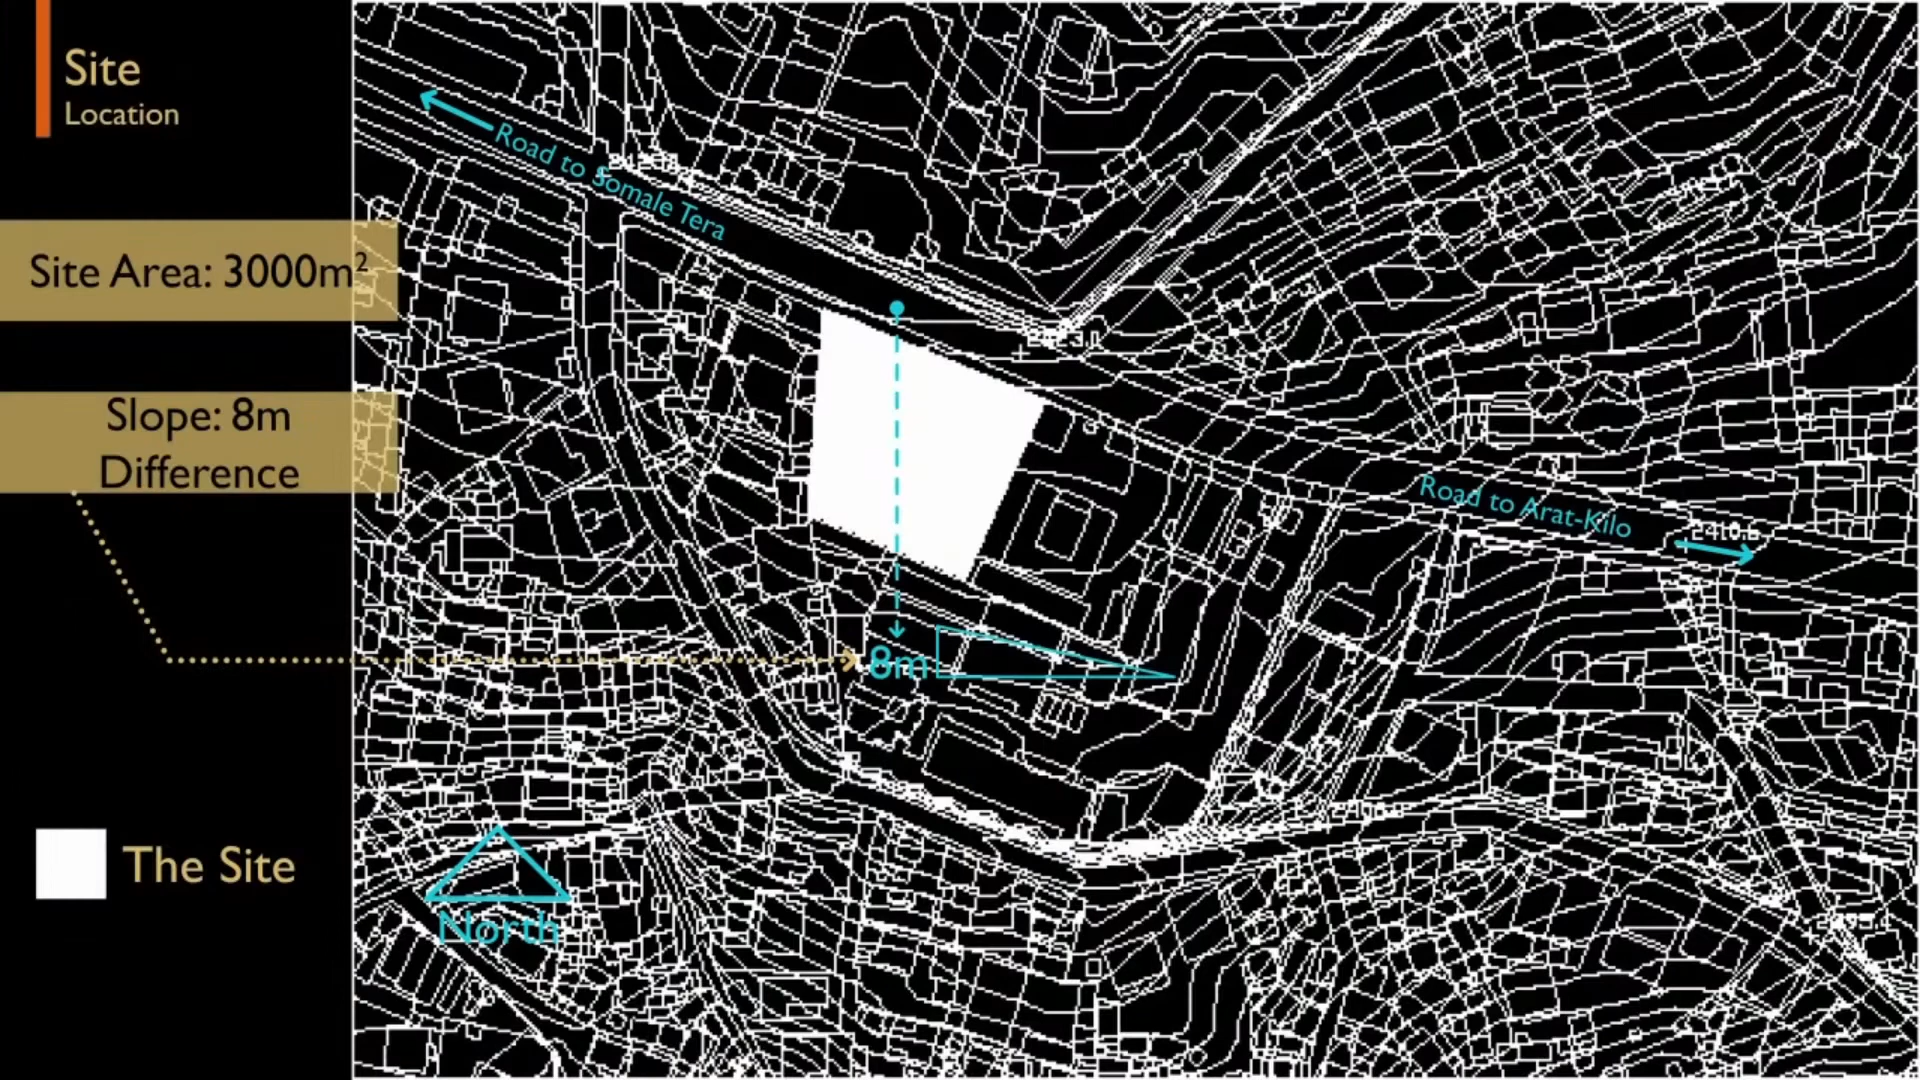 Site
Location
Road to Somale Tera
Site Area: 3000m²
Slope: 8m
Difference
Road to Arat-Kilo
8m
The Site
North